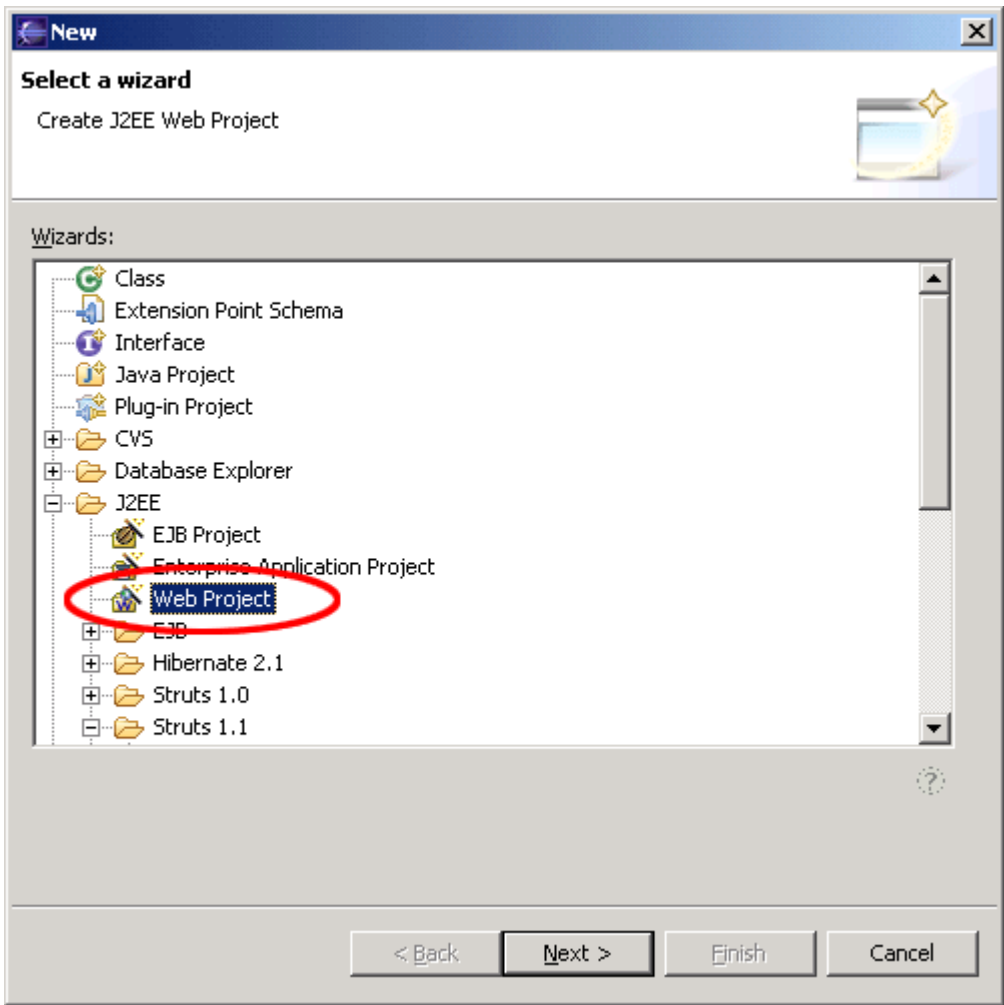 New
Select a wizard
Create J2EE Web Project
Wizards:
Class
Extension Point Schema
Interface
Java Project
Plug-in Project
CVS
Database Explorer
J2EE
EJB Project
Enterprise Application Project
Web Project
EJB
Hibernate 2.1
Struts 1.0
Struts 1.1
< Back Next > Finish Cancel